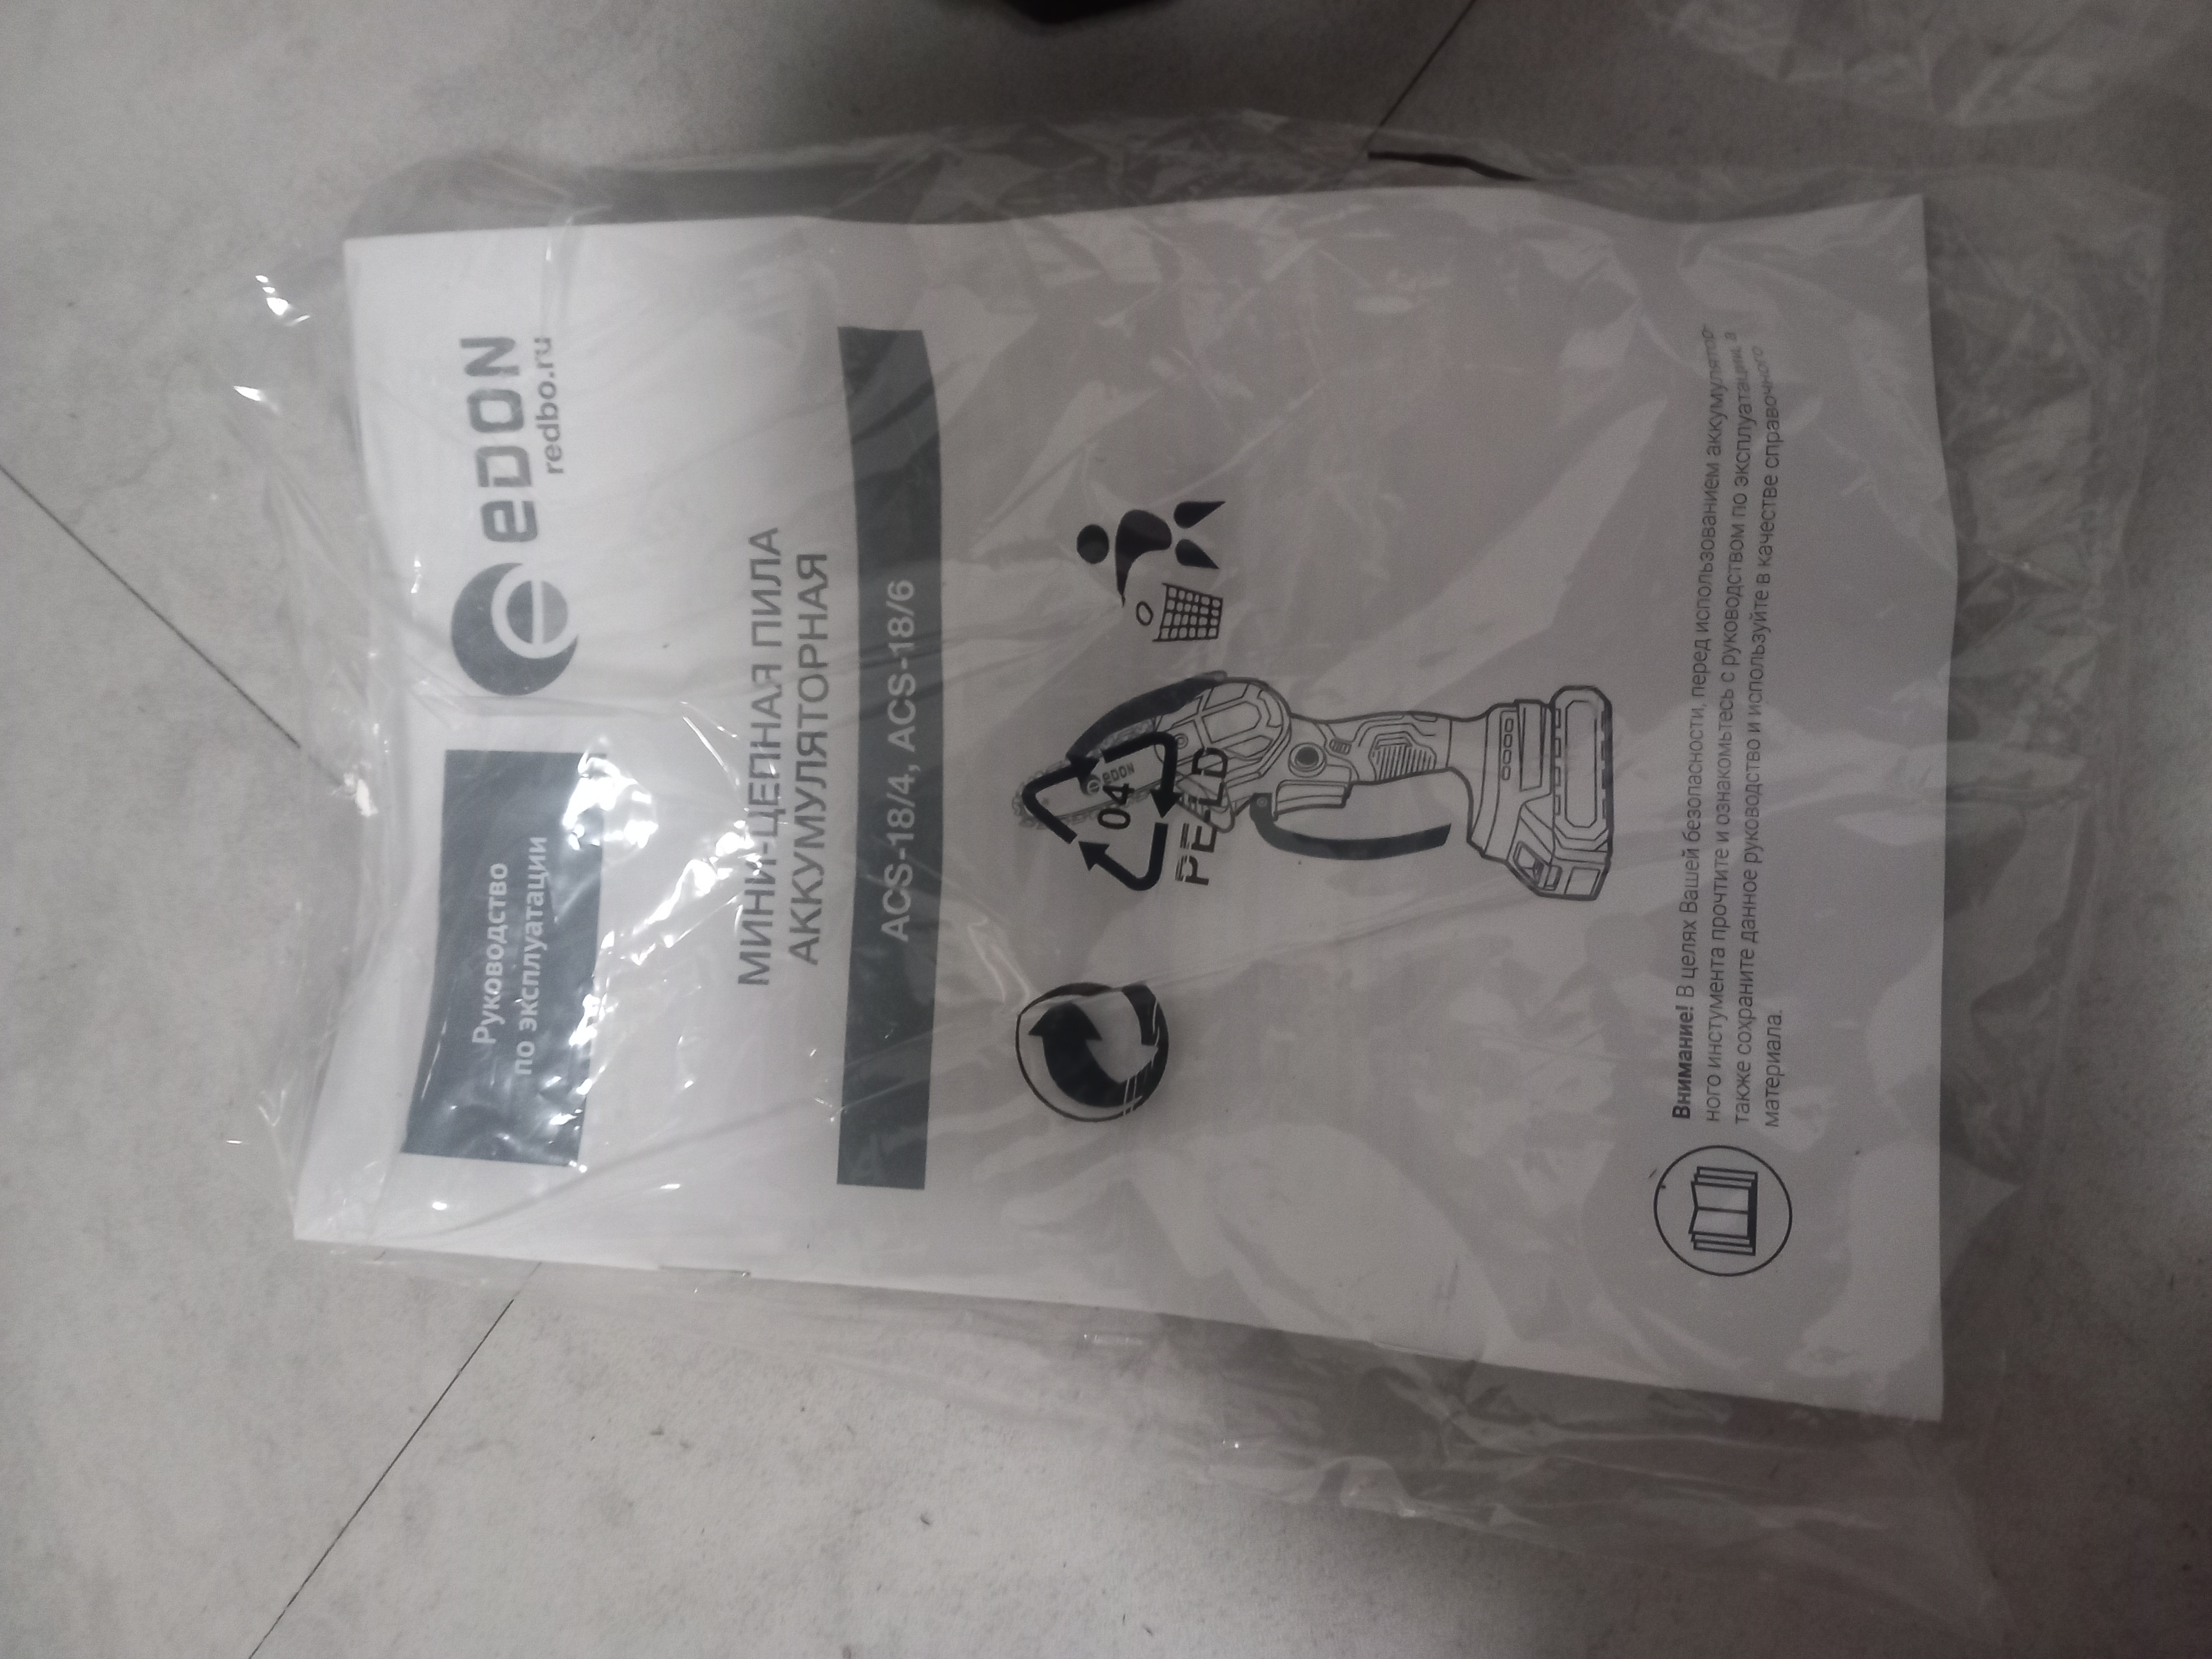 Руководство
по эксплуатации
eDON
redbo.ru
МИНИ-ЦЕПНАЯ ПИЛА
АККУМУЛЯТОРНАЯ
ACS-18/4, ACS-18/6
eDON
04
PE-LD
Внимание! В целях Вашей безопасности, перед использованием аккумулятор-
ного инстумента прочтите и ознакомьтесь с руководством по эксплуатации, а
также сохраните данное руководство и используйте в качестве справочного
материала.